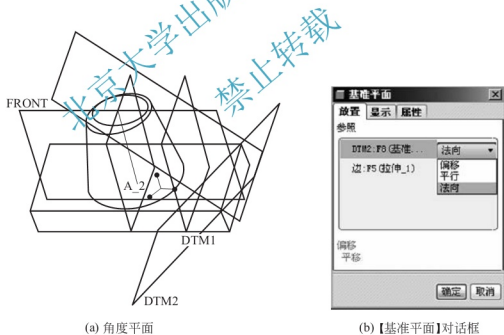 北京大学出版
禁止转载
FRONT
A_2
DTM1
DTM2
(a) 角度平面
基准平面
放置 显示 属性
参照
DTM2:F8(基准... 法向
边:F5(拉伸_1) 偏移
平行
法向
偏移
平移
确定 取消
(b)【基准平面】对话框